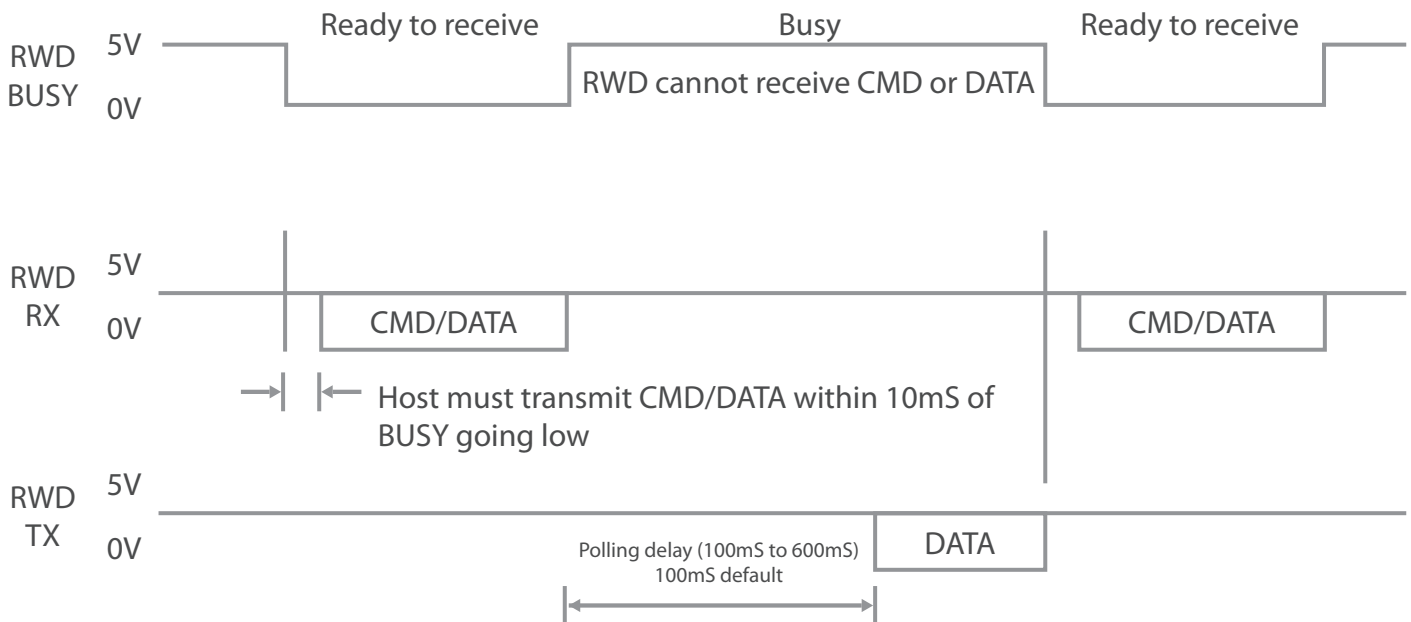 Ready to receive
Busy
Ready to receive
RWD
BUSY
5V
0V
RWD cannot receive CMD or DATA
RWD
RX
5V
0V
CMD/DATA
CMD/DATA
Host must transmit CMD/DATA within 10mS of
BUSY going low
RWD
TX
5V
0V
DATA
Polling delay (100mS to 600mS)
100mS default